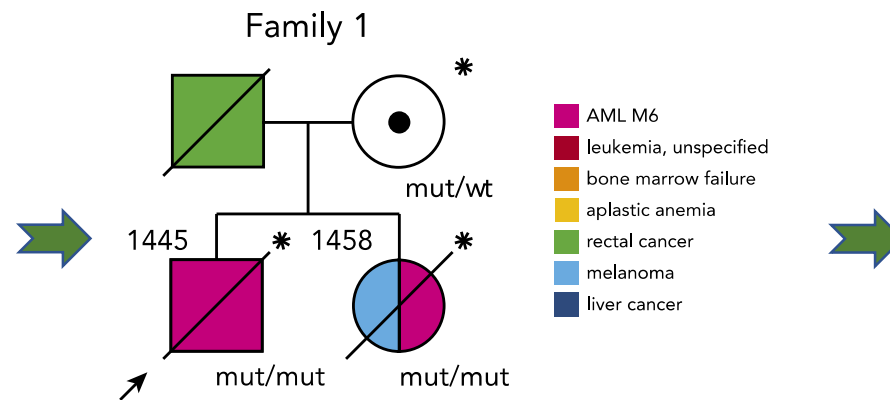 Family 1
*
mut/wt
1445
*
1458
*
mut/mut
mut/mut
AML M6
leukemia, unspecified
bone marrow failure
aplastic anemia
rectal cancer
melanoma
liver cancer